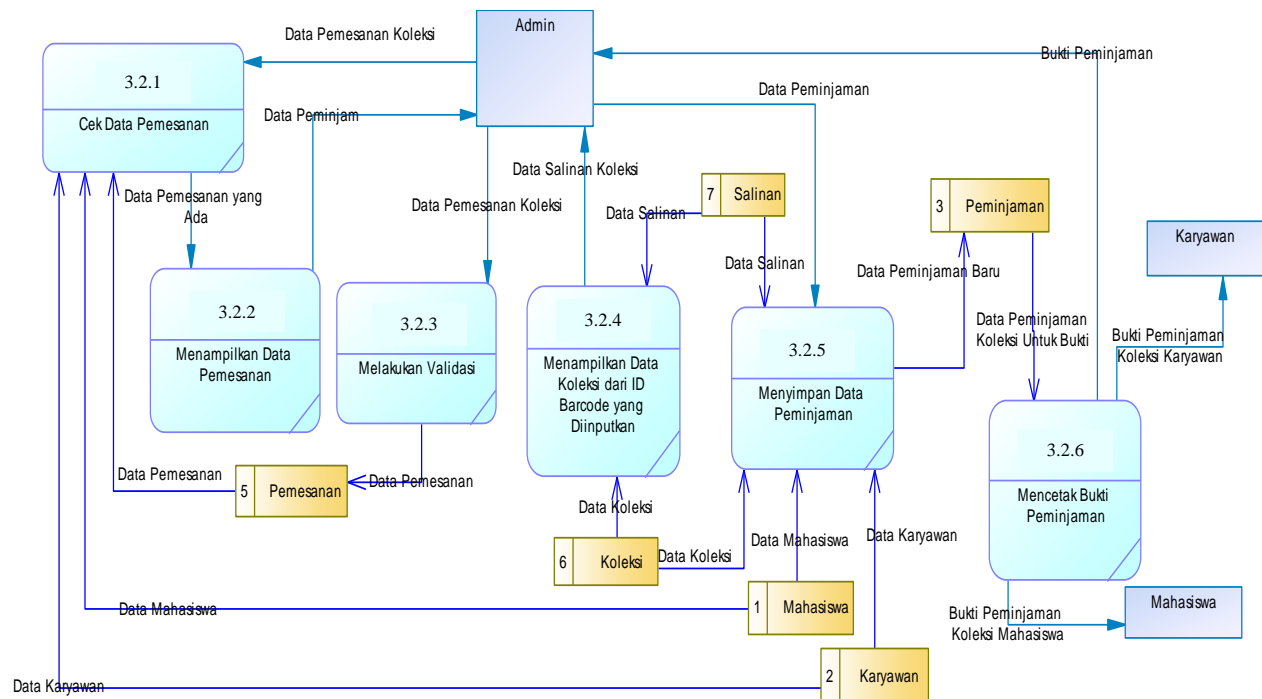 Admin
Data Pemesanan Koleksi
Bukti Peminjaman
3.2.1
Cek Data Pemesanan
Data Peminjam
Data Peminjaman
Data Salinan Koleksi
Data Pemesanan yang
Ada
Data Pemesanan Koleksi
7
Salinan
Data Salinan
3
Peminjaman
Karyawan
Data Salinan
Data Peminjaman Baru
3.2.2
Menampilkan Data
Pemesanan
3.2.3
Melakukan Validasi
3.2.4
Menampilkan Data
Koleksi dari ID
Barcode yang
Diinputkan
3.2.5
Menyimpan Data
Peminjaman
Data Peminjaman
Koleksi Untuk Bukti
Bukti Peminjaman
Koleksi Karyawan
3.2.6
Mencetak Bukti
Peminjaman
Data Pemesanan
5
Pemesanan
Data Pemesanan
Data Koleksi
6
Koleksi
Data Koleksi
Data Mahasiswa
Data Karyawan
Data Mahasiswa
1
Mahasiswa
Bukti Peminjaman
Koleksi Mahasiswa
Mahasiswa
Data Karyawan
2
Karyawan